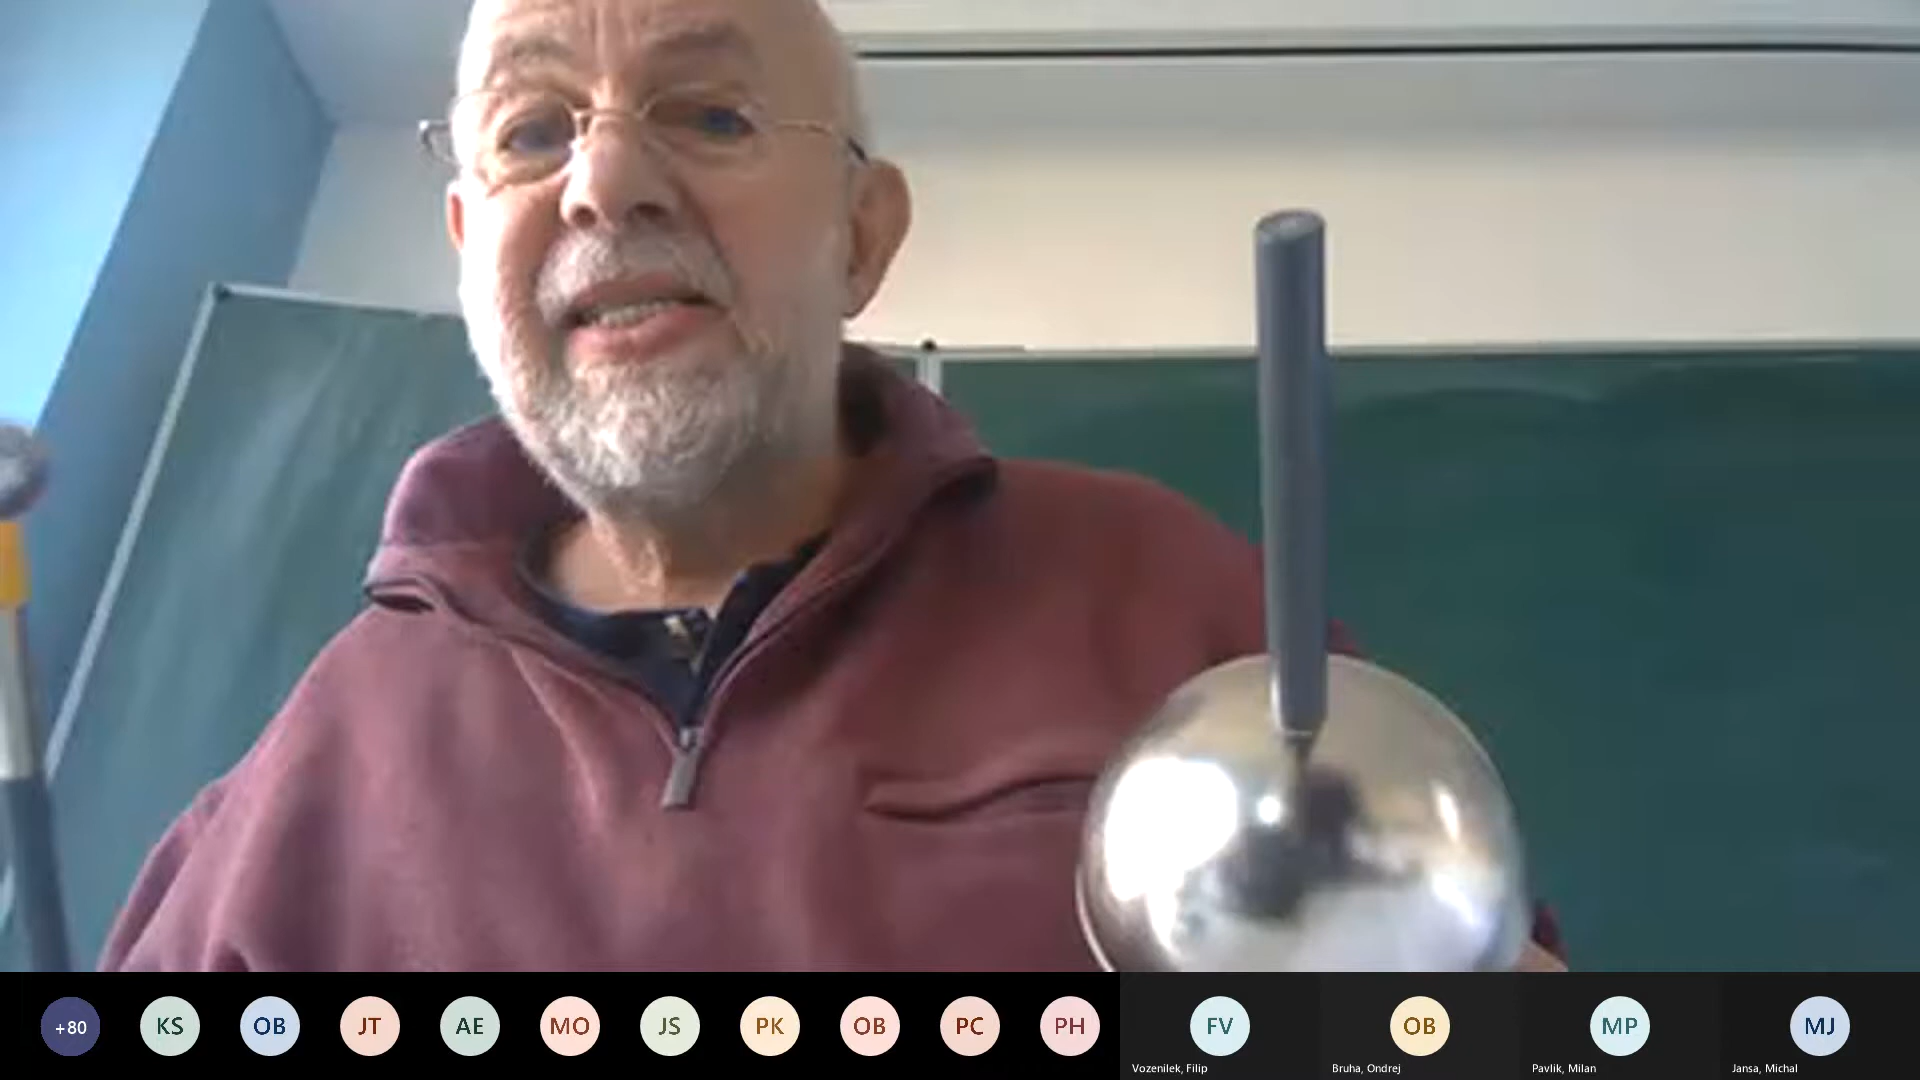 +80
KS
OB
JT
AE
MO
JS
PK
OB
PC
PH
FV
OB
MP
MJ
Vozenilek, Filip
Bruha, Ondrej
Pavlik, Milan
Jansa, Michal